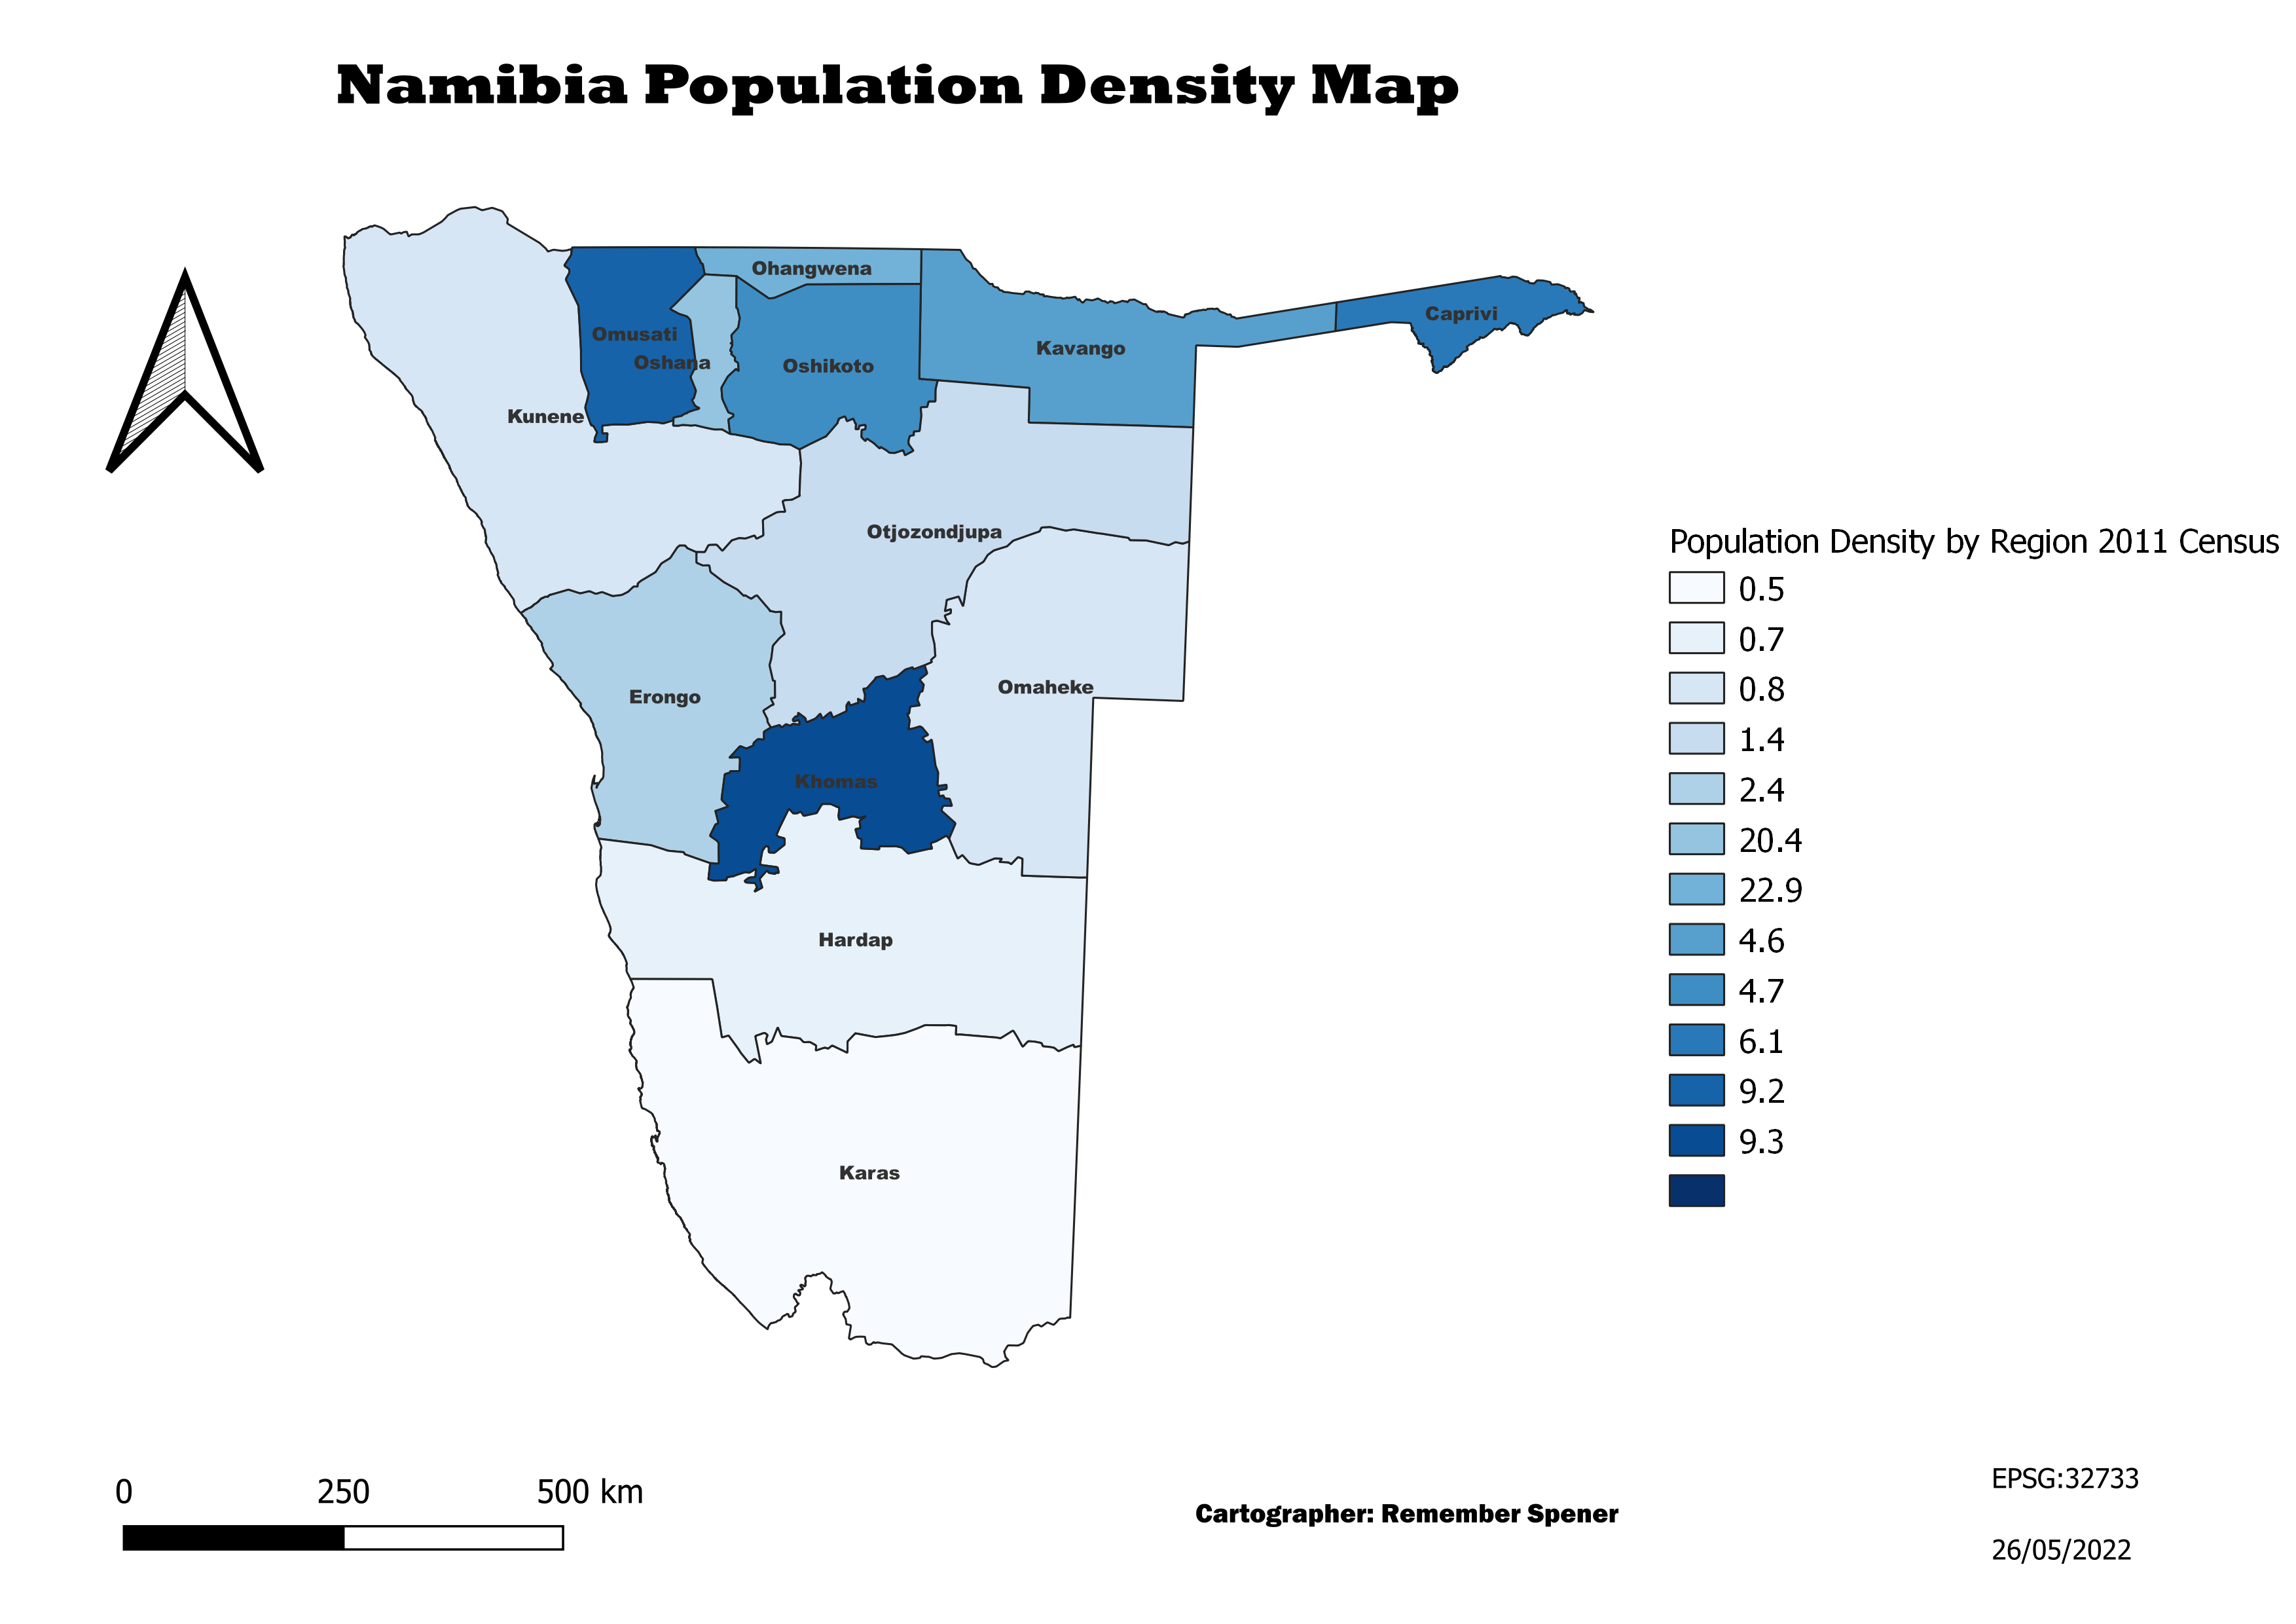 Namibia Population Density Map
Ohangwena
Caprivi
Omusati
Kavango
Oshana
Oshikoto
Kunene
Otjozondjupa
Population Density by Region 2011 Census
0.5
0.7
0.8
1.4
2.4
20.4
22.9
4.6
4.7
6.1
9.2
9.3
Omaheke
Erongo
Khomas
Hardap
Karas
0 250 500 km
EPSG:32733
Cartographer: Remember Spener
26/05/2022